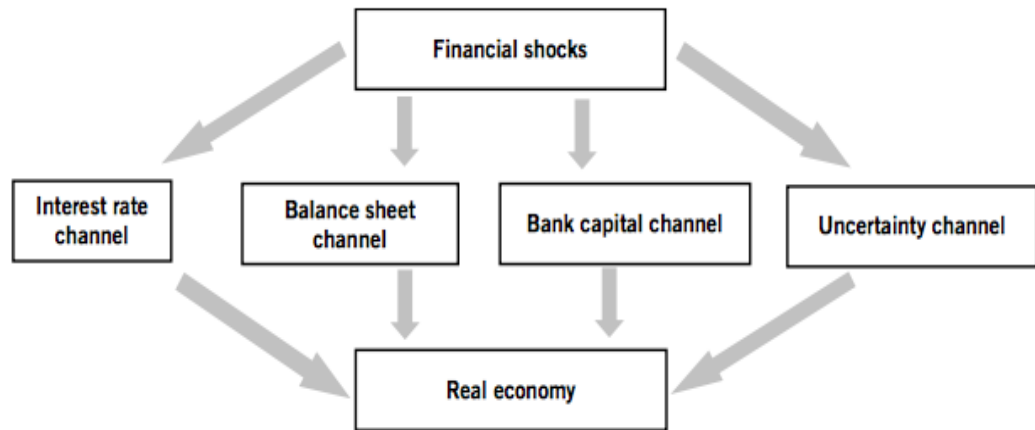 Financial shocks
Interest rate
channel
Balance sheet
channel
Bank capital channel
Uncertainty channel
Real economy